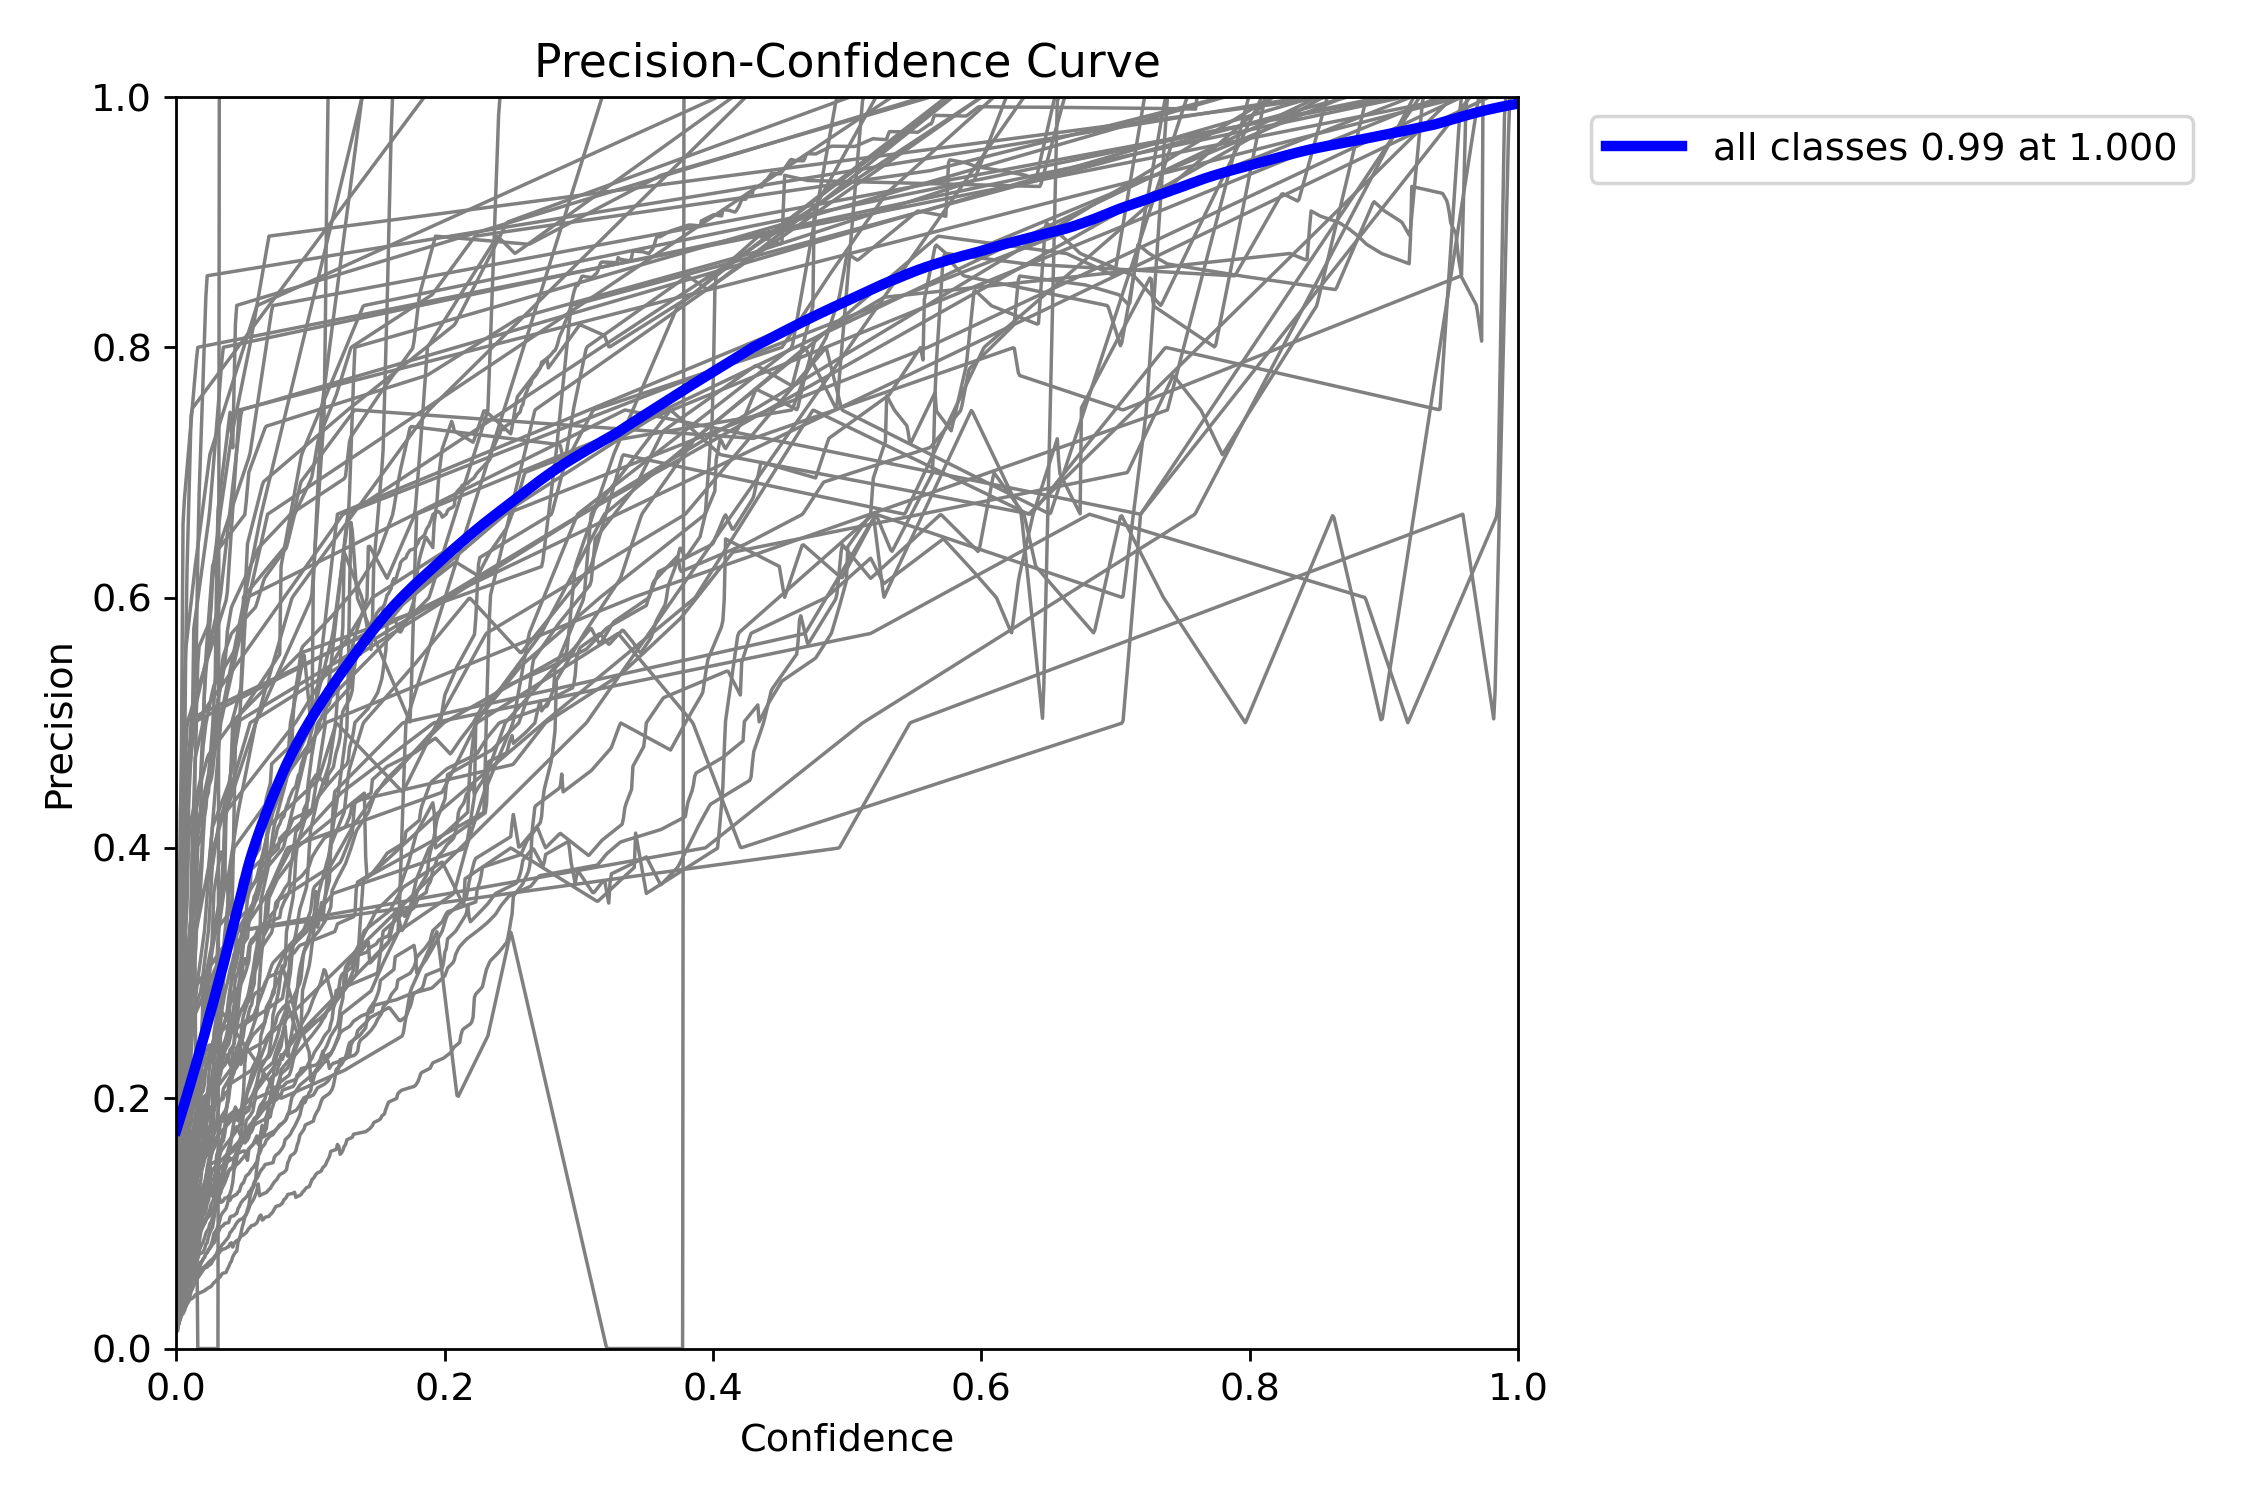 Precision-Confidence Curve
all classes 0.99 at 1.000
1.0
0.8
0.6
0.4
0.2
0.0
Precision
0.0 0.2 0.4 0.6 0.8 1.0
Confidence